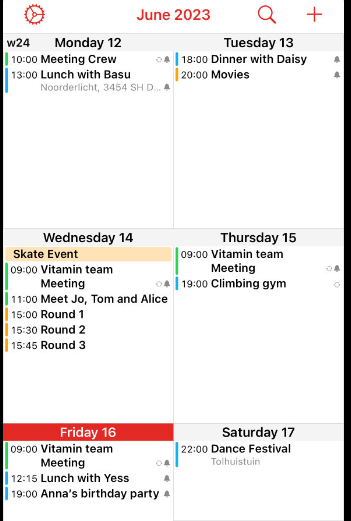 June 2023
w24 Monday 12
10:00 Meeting Crew
13:00 Lunch with Basu
Noorderlicht, 3454 SH D...
Tuesday 13
18:00 Dinner with Daisy
20:00 Movies
Wednesday 14
Skate Event
09:00 Vitamin team
Meeting
11:00 Meet Jo, Tom and Alice
15:00 Round 1
15:30 Round 2
15:45 Round 3
Thursday 15
09:00 Vitamin team
Meeting
19:00 Climbing gym
Friday 16
09:00 Vitamin team
Meeting
12:15 Lunch with Yess
19:00 Anna's birthday party
Saturday 17
22:00 Dance Festival
Tolhuistuin